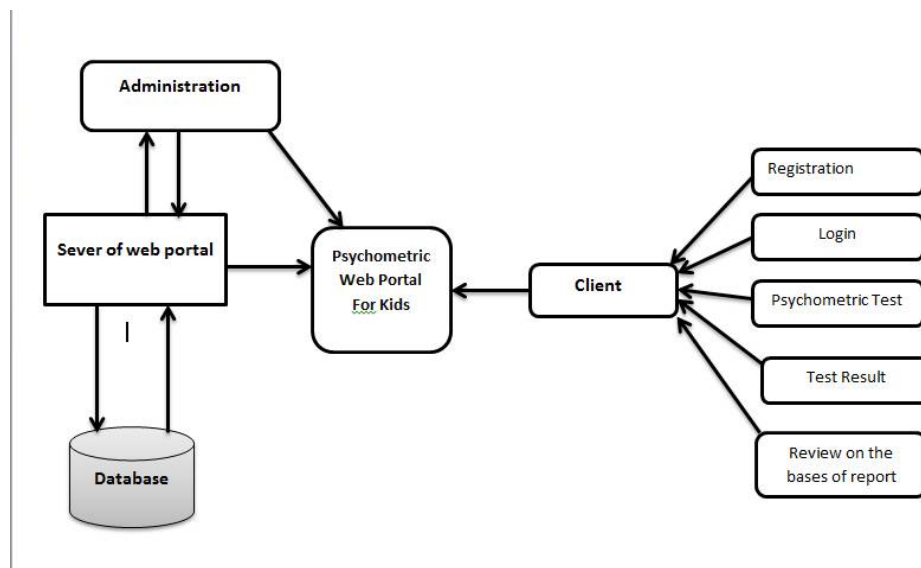 Administration
Sever of web portal
Database
Psychometric
Web Portal
For Kids
Client
Registration
Login
Psychometric Test
Test Result
Review on the
bases of report